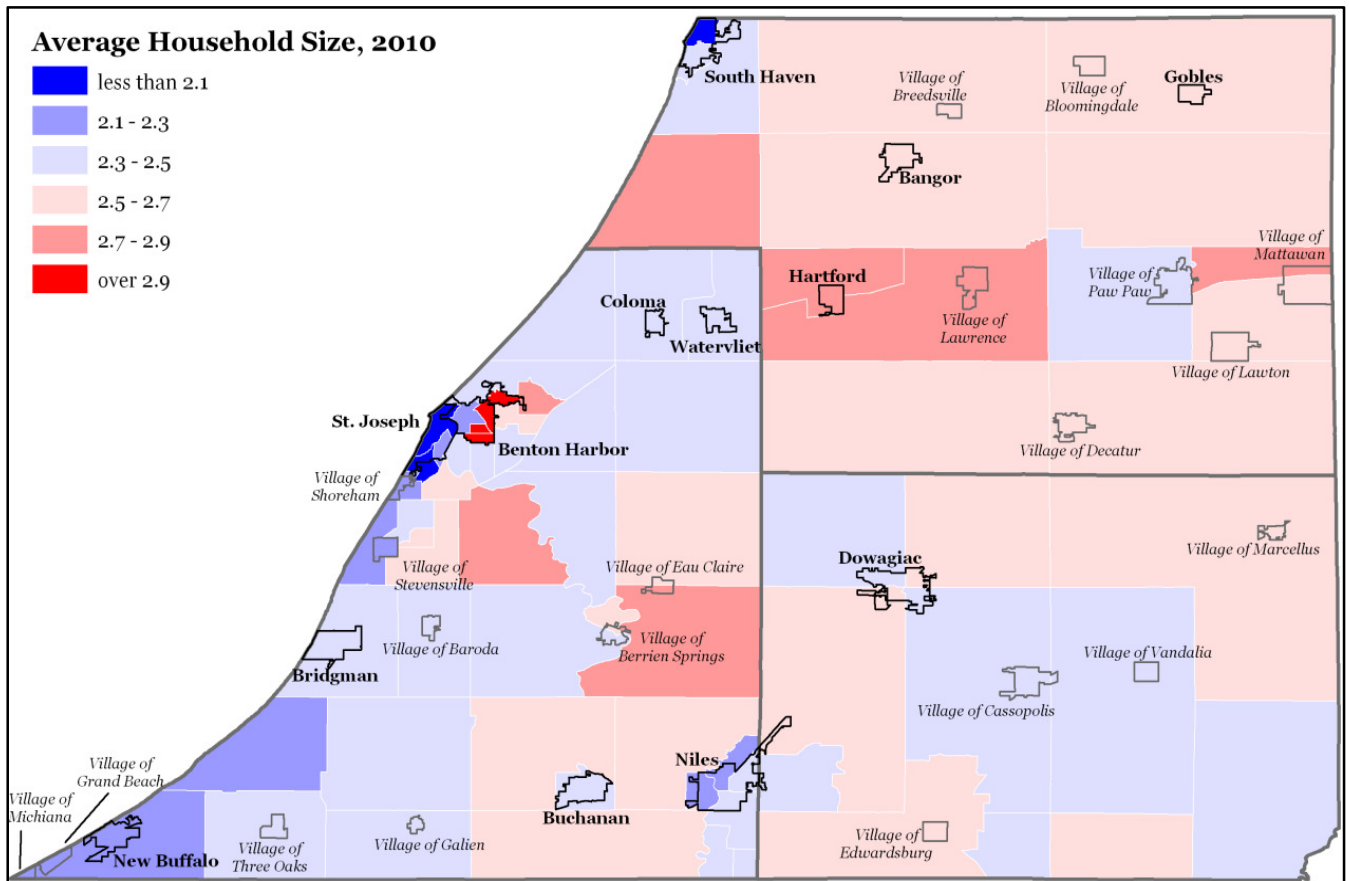 Average Household Size, 2010
less than 2.1
2.1 - 2.3
2.3 - 2.5
2.5 - 2.7
2.7 - 2.9
over 2.9
South Haven
Village of
Breedsville
Village of
Bloomingdale
Gobles
Bangor
Hartford
Village of
Lawrence
Village of
Paw Paw
Village of
Mattawan
Coloma
Watervliet
Village of Lawton
St. Joseph
Benton Harbor
Village of Decatur
Village of
Shoreham
Village of
Stevensville
Village of Eau Claire
Dowagiac
Village of Marcellus
Village of Baroda
Village of
Berrien Springs
Bridgman
Village of Vandalia
Village of Cassopolis
Village of
Grand Beach
Village of
Michiana
Niles
Buchanan
New Buffalo
Village of
Three Oaks
Village of Galien
Village of
Edwardsburg